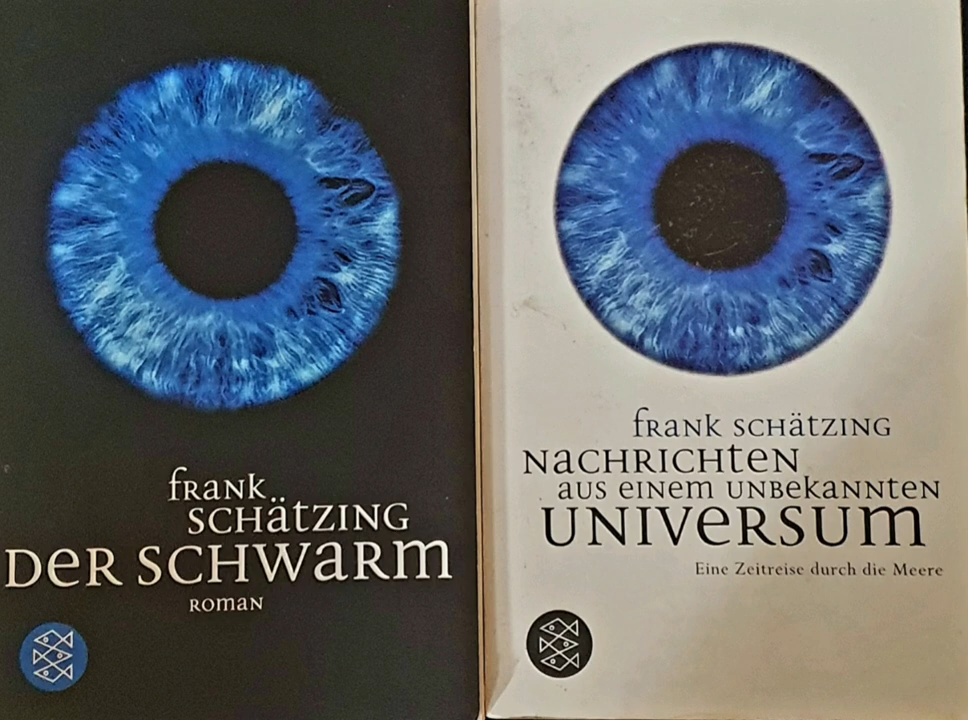 fRANK
SCHätZING
DeR SCHWaRM
ROMaN
fRANK SCHätZING
NaCHRICHteN
aUS eINeM UNBekaNNteN
UNIVeRSUM
Eine Zeitreise durch die Meere